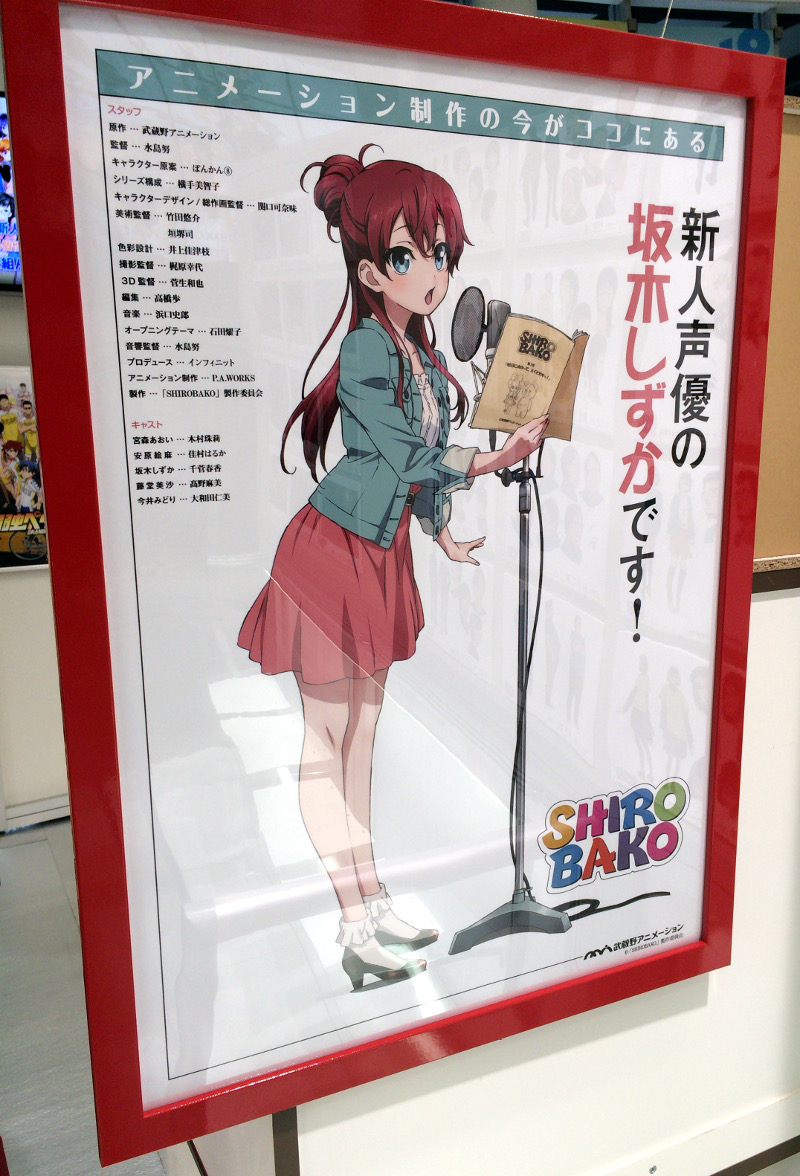 アニメーション制作の今がココにある
スタッフ
原作 … 武蔵野アニメーション
監督 … 水島努
キャラクター原案 … ぽんかん⑧
シリーズ構成 … 横手美智子
キャラクターデザイン / 総作画監督 … 関口可奈味
美術監督 … 竹田悠介
垣堺司
色彩設計 … 井上佳津枝
撮影監督 … 梶原幸代
3D監督 … 菅生和也
編集 … 高橋歩
音楽 … 浜口史郎
オープニングテーマ … 石田燿子
音響監督 … 水島努
プロデュース … インフィニット
アニメーション制作 … P.A.WORKS
製作 … 「SHIROBAKO」製作委員会
キャスト
宮森あおい … 木村珠莉
安原絵麻 … 佳村はるか
坂木しずか … 千菅春香
藤堂美沙 … 髙野麻美
今井みどり … 大和田仁美
新人声優の
坂木しずかです!
SHIRO
BAKO
SHIRO
BAKO
武蔵野アニメーション
©「SHIROBAKO」製作委員会